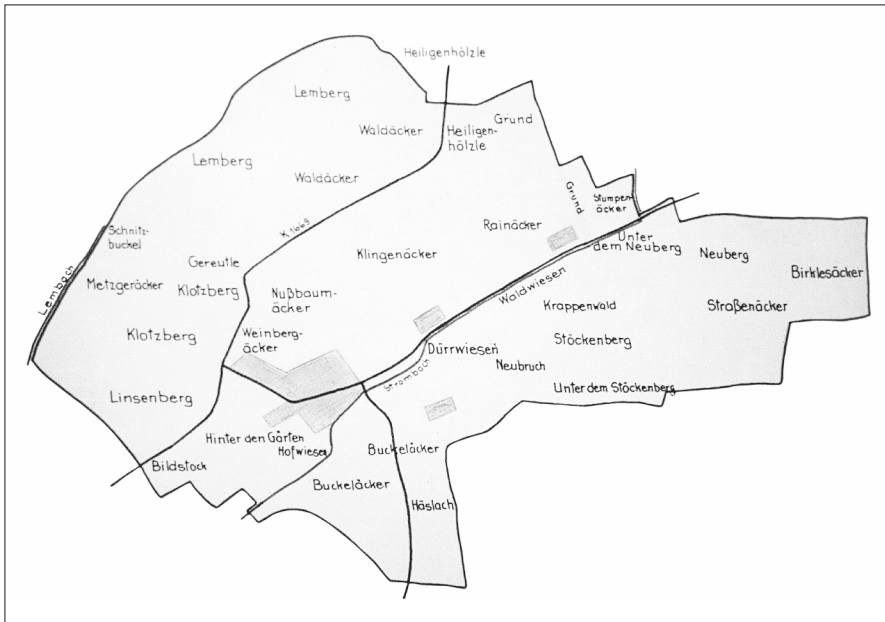 Heiligenhölzle
Lemberg
Waldäcker
Heiligen-
hölzle
Grund
Lemberg
Waldäcker
Grund
Stumpen-
äcker
Schnitz-
buckel
K 1669
Rainäcker
Unter
dem Neuberg
Neuberg
Birklesäcker
Lembach
Metzgeräcker
Gereutle
Klotzberg
Klingenäcker
Nußbaum-
äcker
Waldwiesen
Krappenwald
Straßenäcker
Klotzberg
Weinberg-
äcker
Dürrwiesen
Stöckenberg
Strombach
Neubruch
Linsenberg
Unter dem Stöckenberg
Hinter den Gärten
Hofwiesen
Buckeläcker
Bildstock
Buckeläcker
Häslach